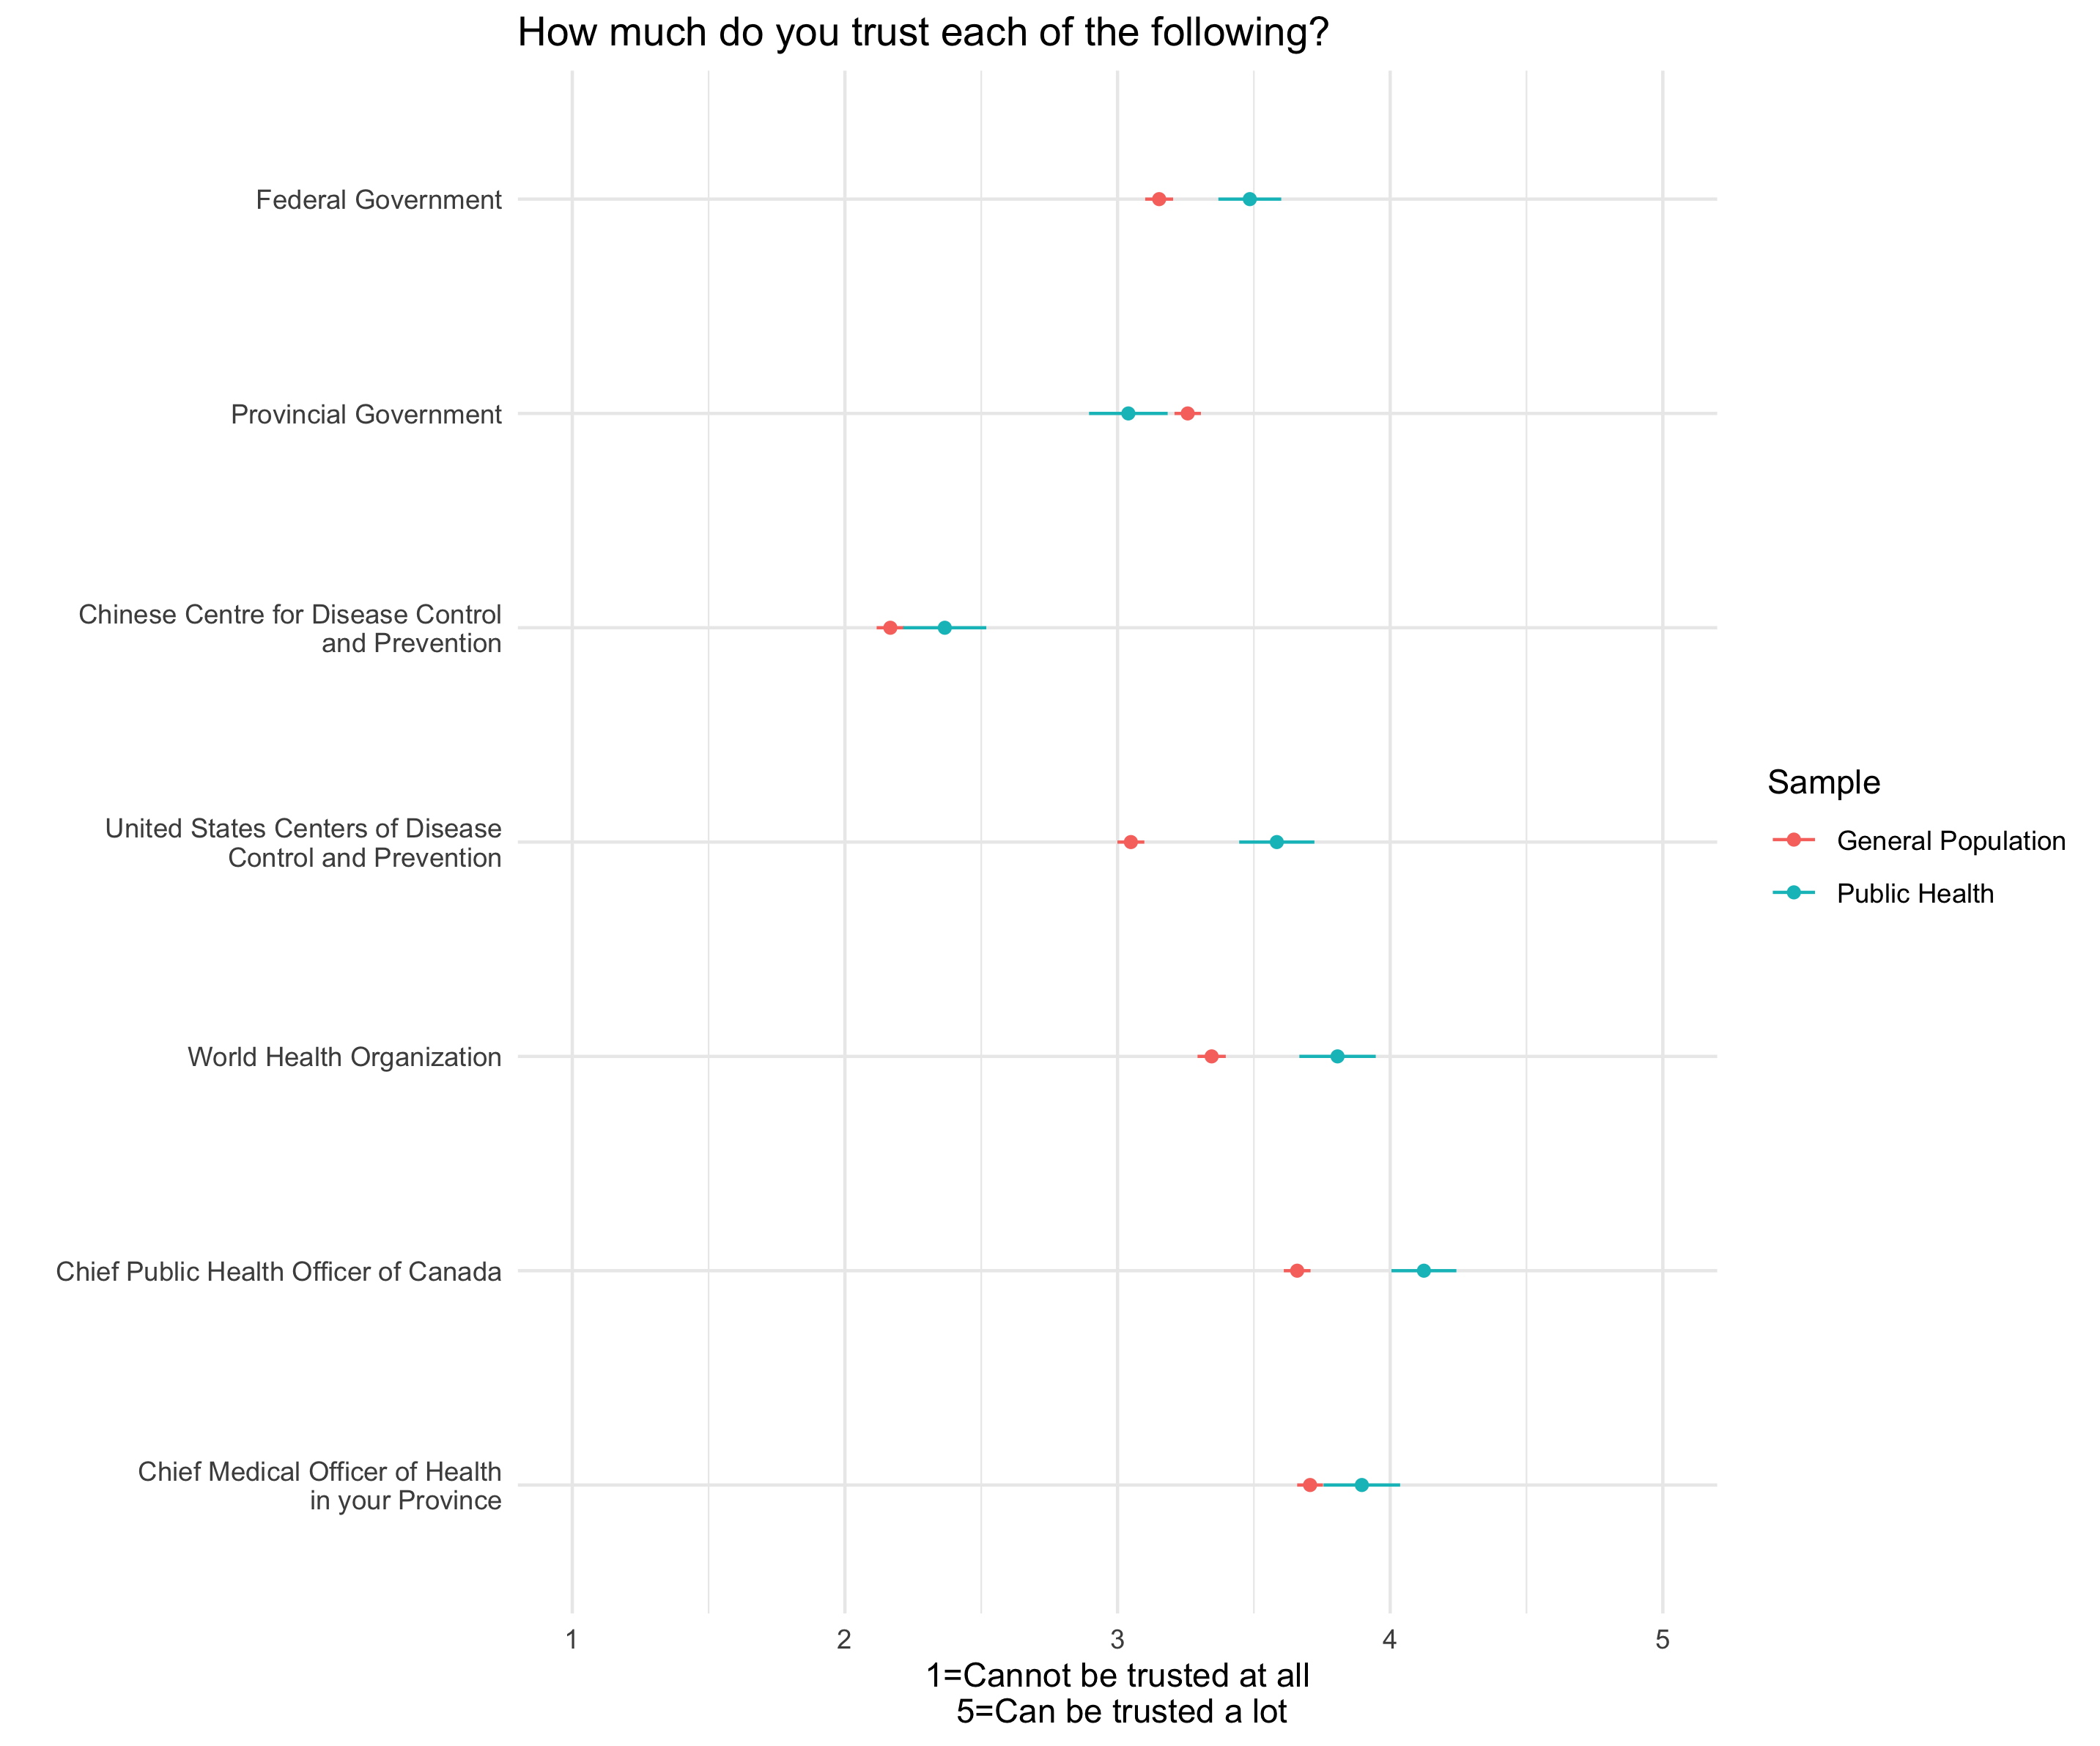 How much do you trust each of the following?
Federal Government
Provincial Government
Chinese Centre for Disease Control
and Prevention
United States Centers of Disease
Control and Prevention
World Health Organization
Chief Public Health Officer of Canada
Chief Medical Officer of Health
in your Province
1
2
3
4
5
1=Cannot be trusted at all
5=Can be trusted a lot
Sample
General Population
Public Health